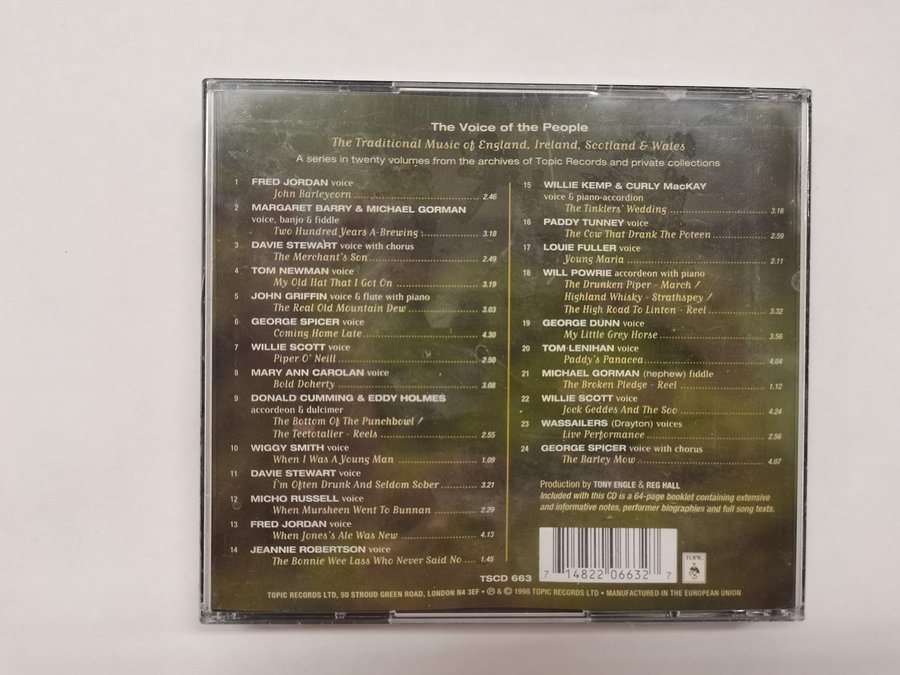 The Voice of the People
The Traditional Music of England, Ireland, Scotland & Wales
A series in twenty volumes from the archives of Topic Records and private collections
1 FRED JORDAN voice
John Barleycorn 2.46
2 MARGARET BARRY & MICHAEL GORMAN
voice, banjo & fiddle
Two Hundred Years A-Brewing 3.18
3 DAVIE STEWART voice with chorus
The Merchant's Son 2.49
4 TOM NEWMAN voice
My Old Hat That I Got On 3.19
5 JOHN GRIFFIN voice & flute with piano
The Real Old Mountain Dew 3.03
6 GEORGE SPICER voice
Coming Home Late 4.30
7 WILLIE SCOTT voice
Piper O' Neill 2.50
8 MARY ANN CAROLAN voice
Bold Doherty 3.08
9 DONALD CUMMING & EDDY HOLMES
accordeon & dulcimer
The Bottom Of The Punchbowl /
The Teetotaller - Reels 2.55
10 WIGGY SMITH voice
When I Was A Young Man 1.09
11 DAVIE STEWART voice
I'm Often Drunk And Seldom Sober 3.21
12 MICHO RUSSELL voice
When Mursheen Went To Bunnan 2.29
13 FRED JORDAN voice
When Jones's Ale Was New 4.13
14 JEANNIE ROBERTSON voice
The Bonnie Wee Lass Who Never Said No 1.45
15 WILLIE KEMP & CURLY MacKAY
voice & piano-accordion
The Tinklers' Wedding 3.16
16 PADDY TUNNEY voice
The Cow That Drank The Poteen 2.59
17 LOUIE FULLER voice
Young Maria 2.11
18 WILL POWRIE accordeon with piano
The Drunken Piper - March /
Highland Whisky - Strathspey /
The High Road To Linton - Reel 3.32
19 GEORGE DUNN voice
My Little Grey Horse 3.56
20 TOM LENIHAN voice
Paddy's Panacea 4.04
21 MICHAEL GORMAN (nephew) fiddle
The Broken Pledge - Reel 1.12
22 WILLIE SCOTT voice
Jock Geddes And The Soo 4.24
23 WASSAILERS (Drayton) voices
Live Performance 2.56
24 GEORGE SPICER voice with chorus
The Barley Mow 4.07
Production by TONY ENGLE & REG HALL
Included with this CD is a 64-page booklet containing extensive
and informative notes, performer biographies and full song texts.
TSCD 663
7 14822 06632 7
TOPIC
TOPIC RECORDS LTD, 50 STROUD GREEN ROAD, LONDON N4 3EF • ℗ & © 1998 TOPIC RECORDS LTD • MANUFACTURED IN THE EUROPEAN UNION